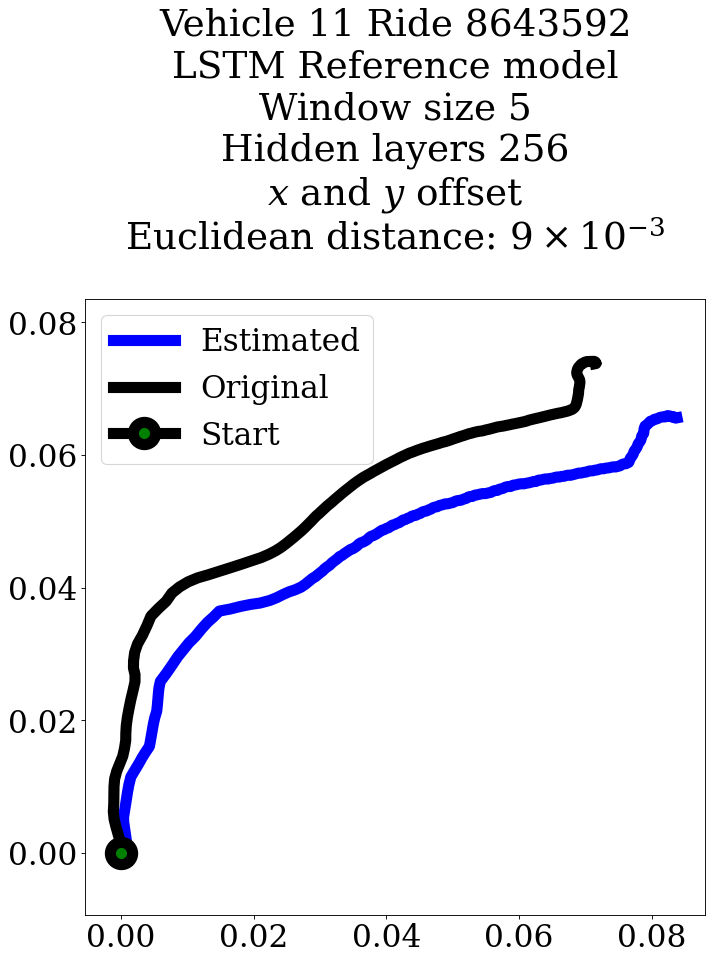 Vehicle 11 Ride 8643592
LSTM Reference model
Window size 5
Hidden layers 256
x and y offset
Euclidean distance: 9 × 10⁻³
Estimated
Original
Start
0.08
0.06
0.04
0.02
0.00
0.00 0.02 0.04 0.06 0.08